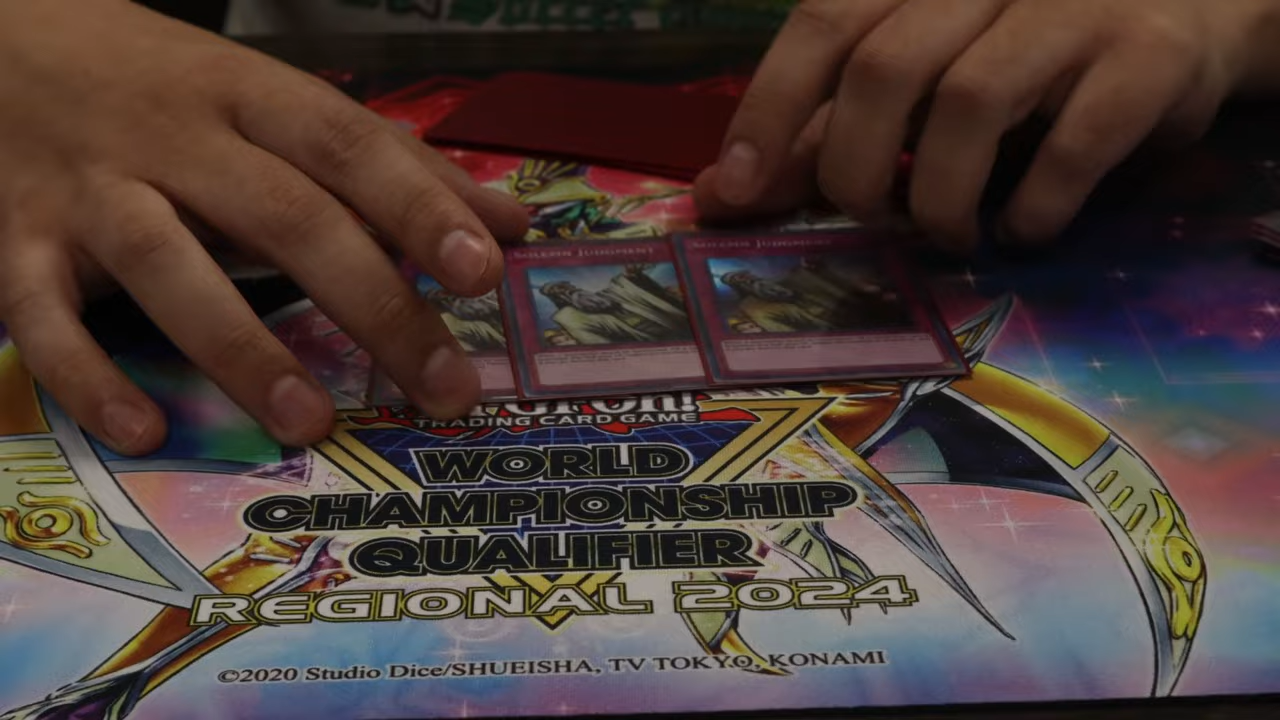 SOLEMN JUDGMENT
SOLEMN JUDGMENT
TRADING CARD GAME
WORLD
CHAMPIONSHIP
QUALIFIER
REGIONAL 2024
©2020 Studio Dice/SHUEISHA, TV TOKYO, KONAMI